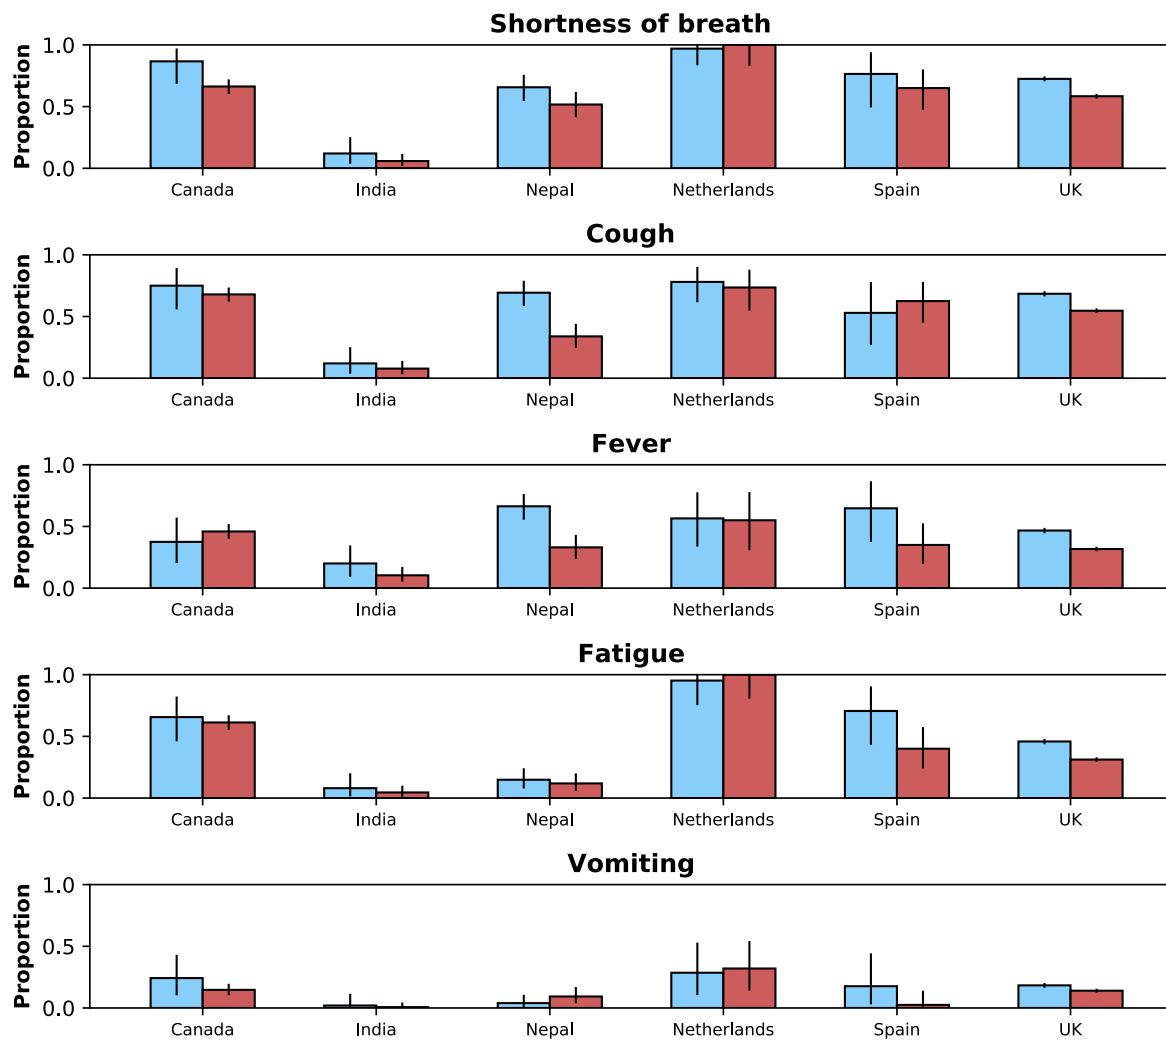 Shortness of breath
Proportion
1.0
0.5
0.0
Canada India Nepal Netherlands Spain UK
Cough
Proportion
1.0
0.5
0.0
Canada India Nepal Netherlands Spain UK
Fever
Proportion
1.0
0.5
0.0
Canada India Nepal Netherlands Spain UK
Fatigue
Proportion
1.0
0.5
0.0
Canada India Nepal Netherlands Spain UK
Vomiting
Proportion
1.0
0.5
0.0
Canada India Nepal Netherlands Spain UK